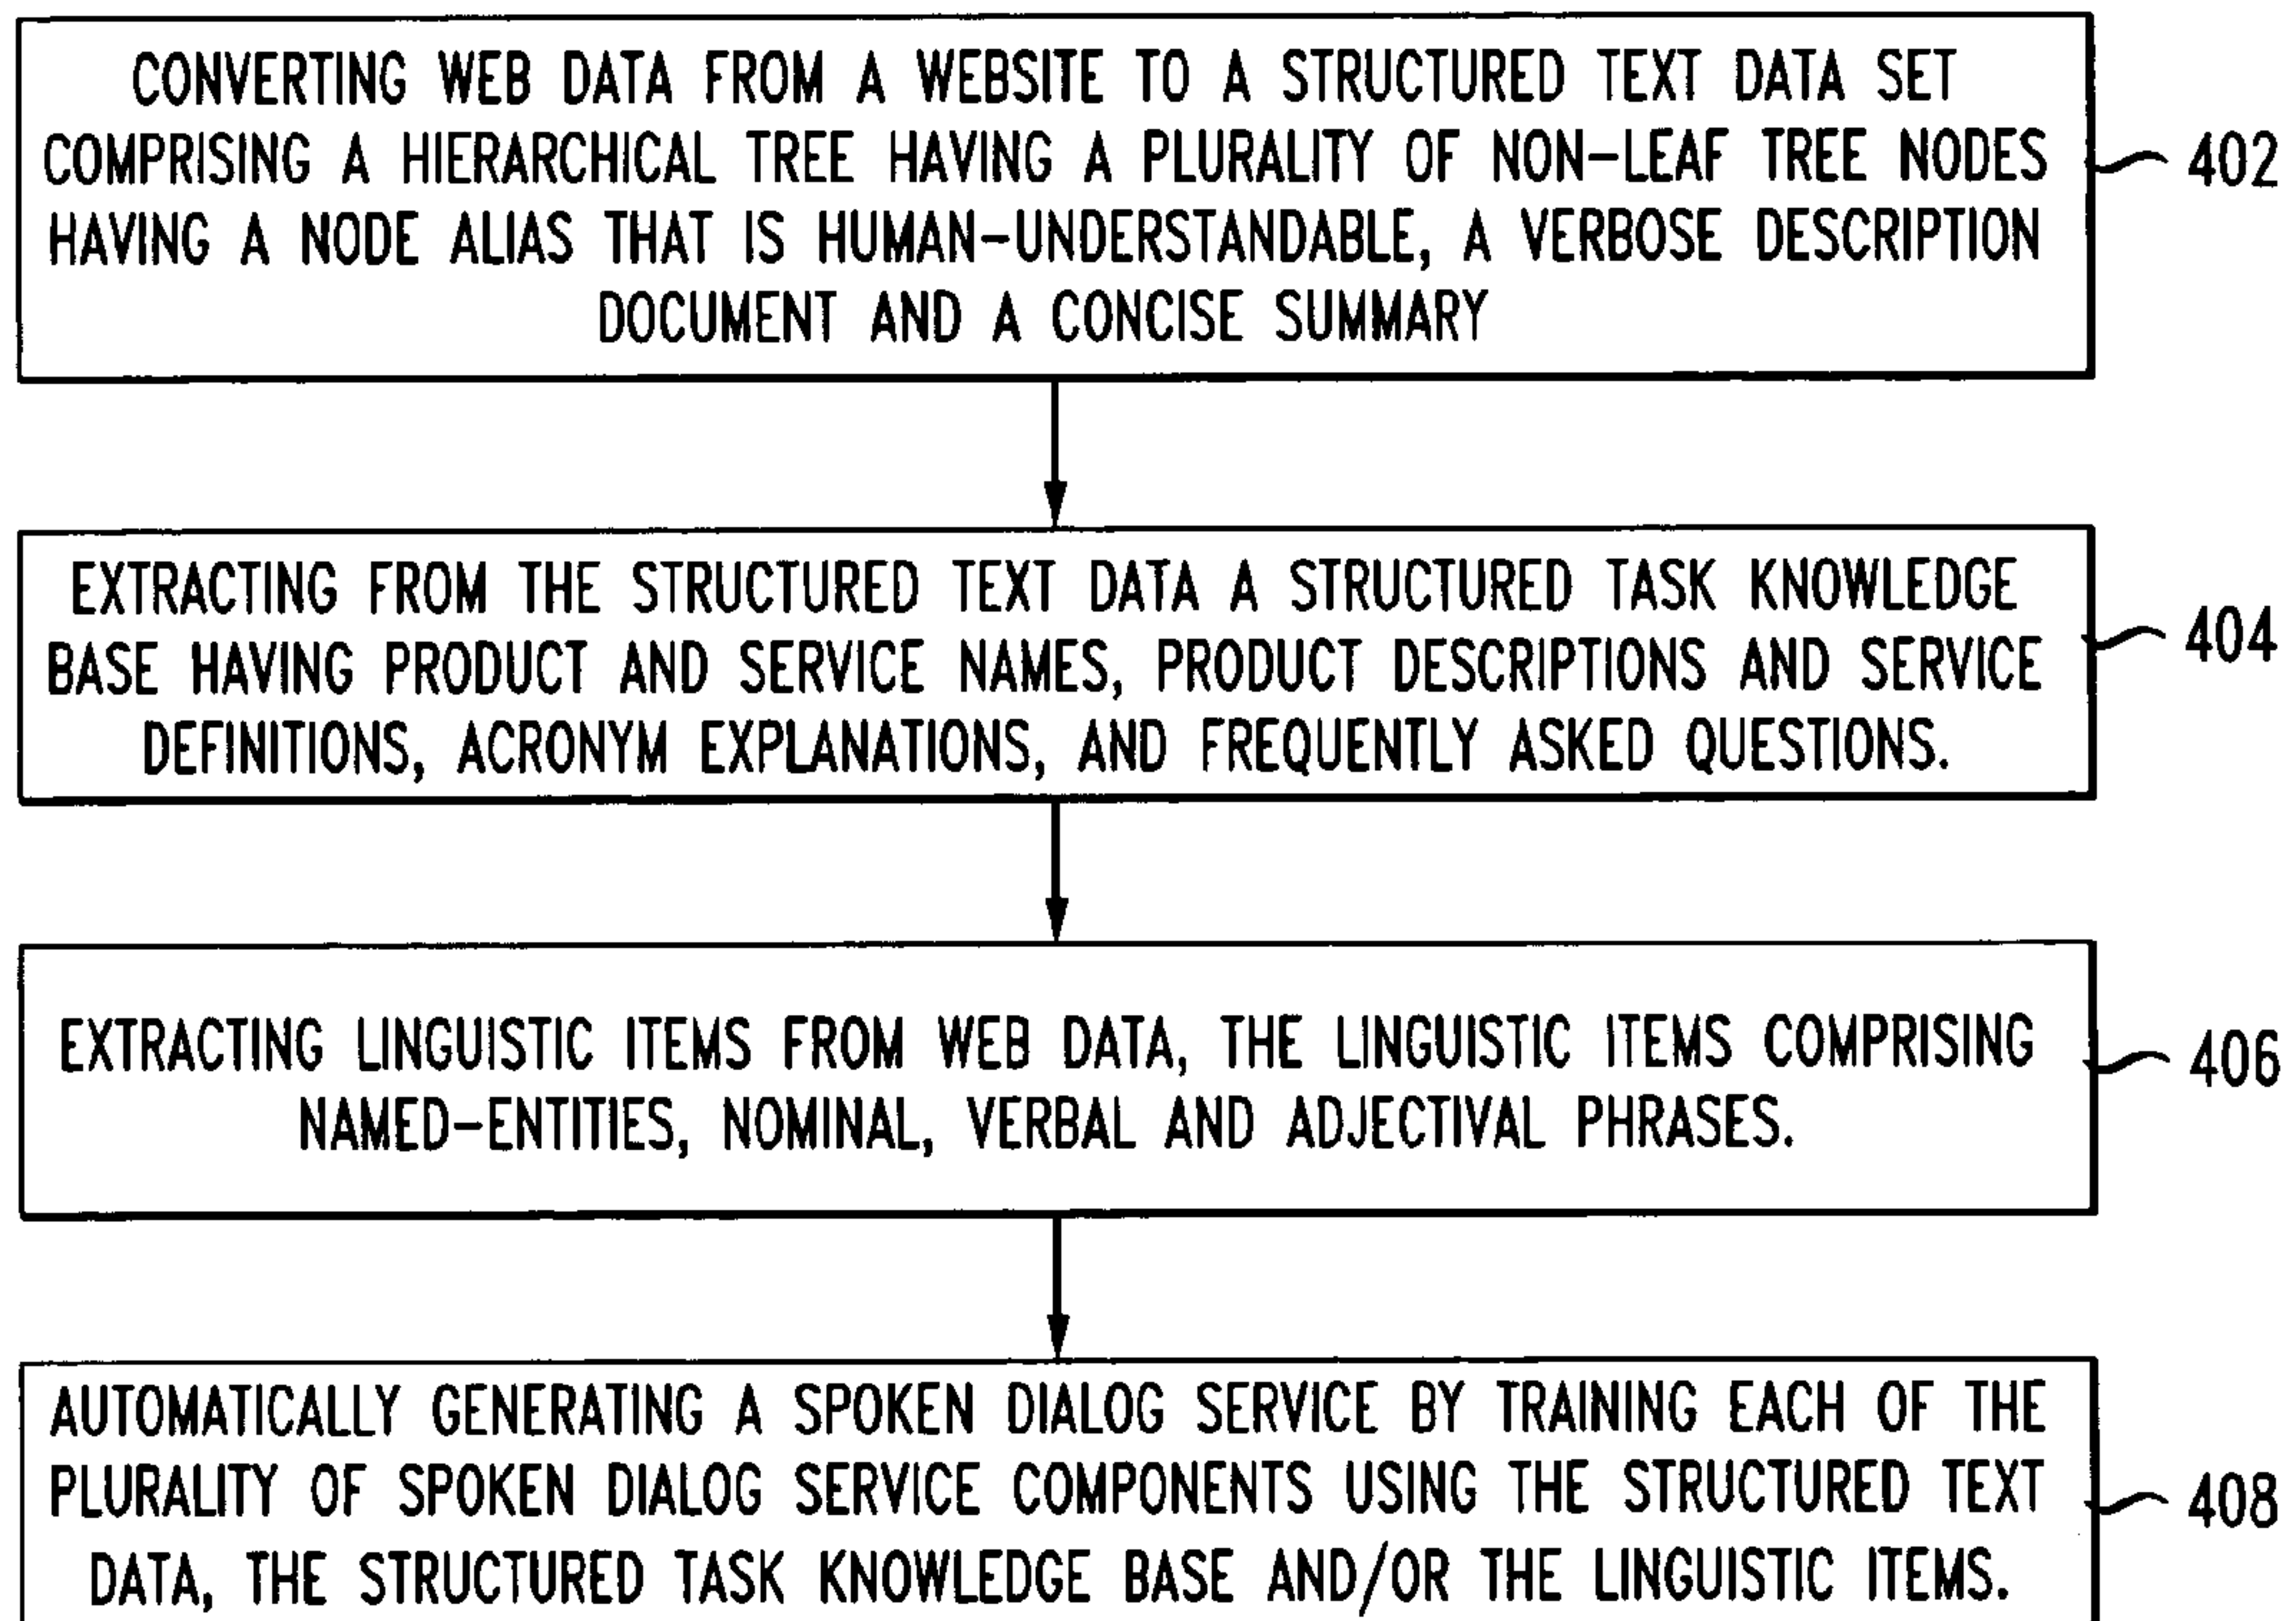 CONVERTING WEB DATA FROM A WEBSITE TO A STRUCTURED TEXT DATA SET
COMPRISING A HIERARCHICAL TREE HAVING A PLURALITY OF NON-LEAF TREE NODES
HAVING A NODE ALIAS THAT IS HUMAN-UNDERSTANDABLE, A VERBOSE DESCRIPTION
DOCUMENT AND A CONCISE SUMMARY
402
EXTRACTING FROM THE STRUCTURED TEXT DATA A STRUCTURED TASK KNOWLEDGE
BASE HAVING PRODUCT AND SERVICE NAMES, PRODUCT DESCRIPTIONS AND SERVICE
DEFINITIONS, ACRONYM EXPLANATIONS, AND FREQUENTLY ASKED QUESTIONS.
404
EXTRACTING LINGUISTIC ITEMS FROM WEB DATA, THE LINGUISTIC ITEMS COMPRISING
NAMED-ENTITIES, NOMINAL, VERBAL AND ADJECTIVAL PHRASES.
406
AUTOMATICALLY GENERATING A SPOKEN DIALOG SERVICE BY TRAINING EACH OF THE
PLURALITY OF SPOKEN DIALOG SERVICE COMPONENTS USING THE STRUCTURED TEXT
DATA, THE STRUCTURED TASK KNOWLEDGE BASE AND/OR THE LINGUISTIC ITEMS.
408